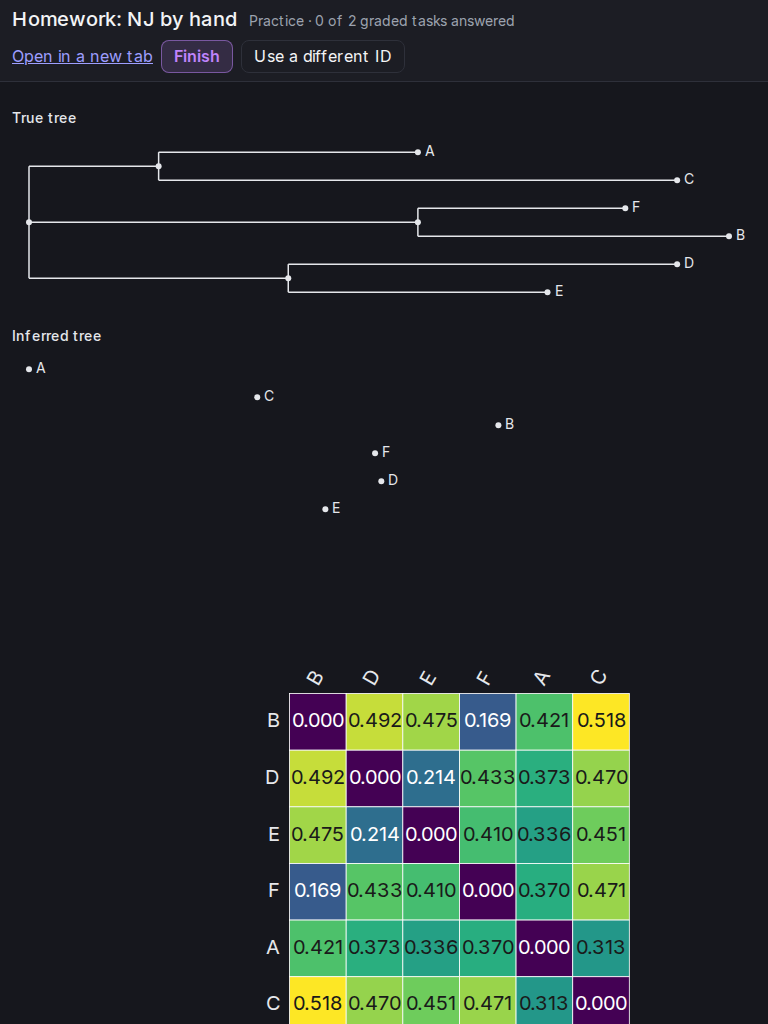 Homework: NJ by hand Practice · 0 of 2 graded tasks answered
Open in a new tab Finish Use a different ID
True tree
A
C
F
B
D
E
Inferred tree
A
C
B
F
D
E
B D E F A C
B 0.000 0.492 0.475 0.169 0.421 0.518
D 0.492 0.000 0.214 0.433 0.373 0.470
E 0.475 0.214 0.000 0.410 0.336 0.451
F 0.169 0.433 0.410 0.000 0.370 0.471
A 0.421 0.373 0.336 0.370 0.000 0.313
C 0.518 0.470 0.451 0.471 0.313 0.000